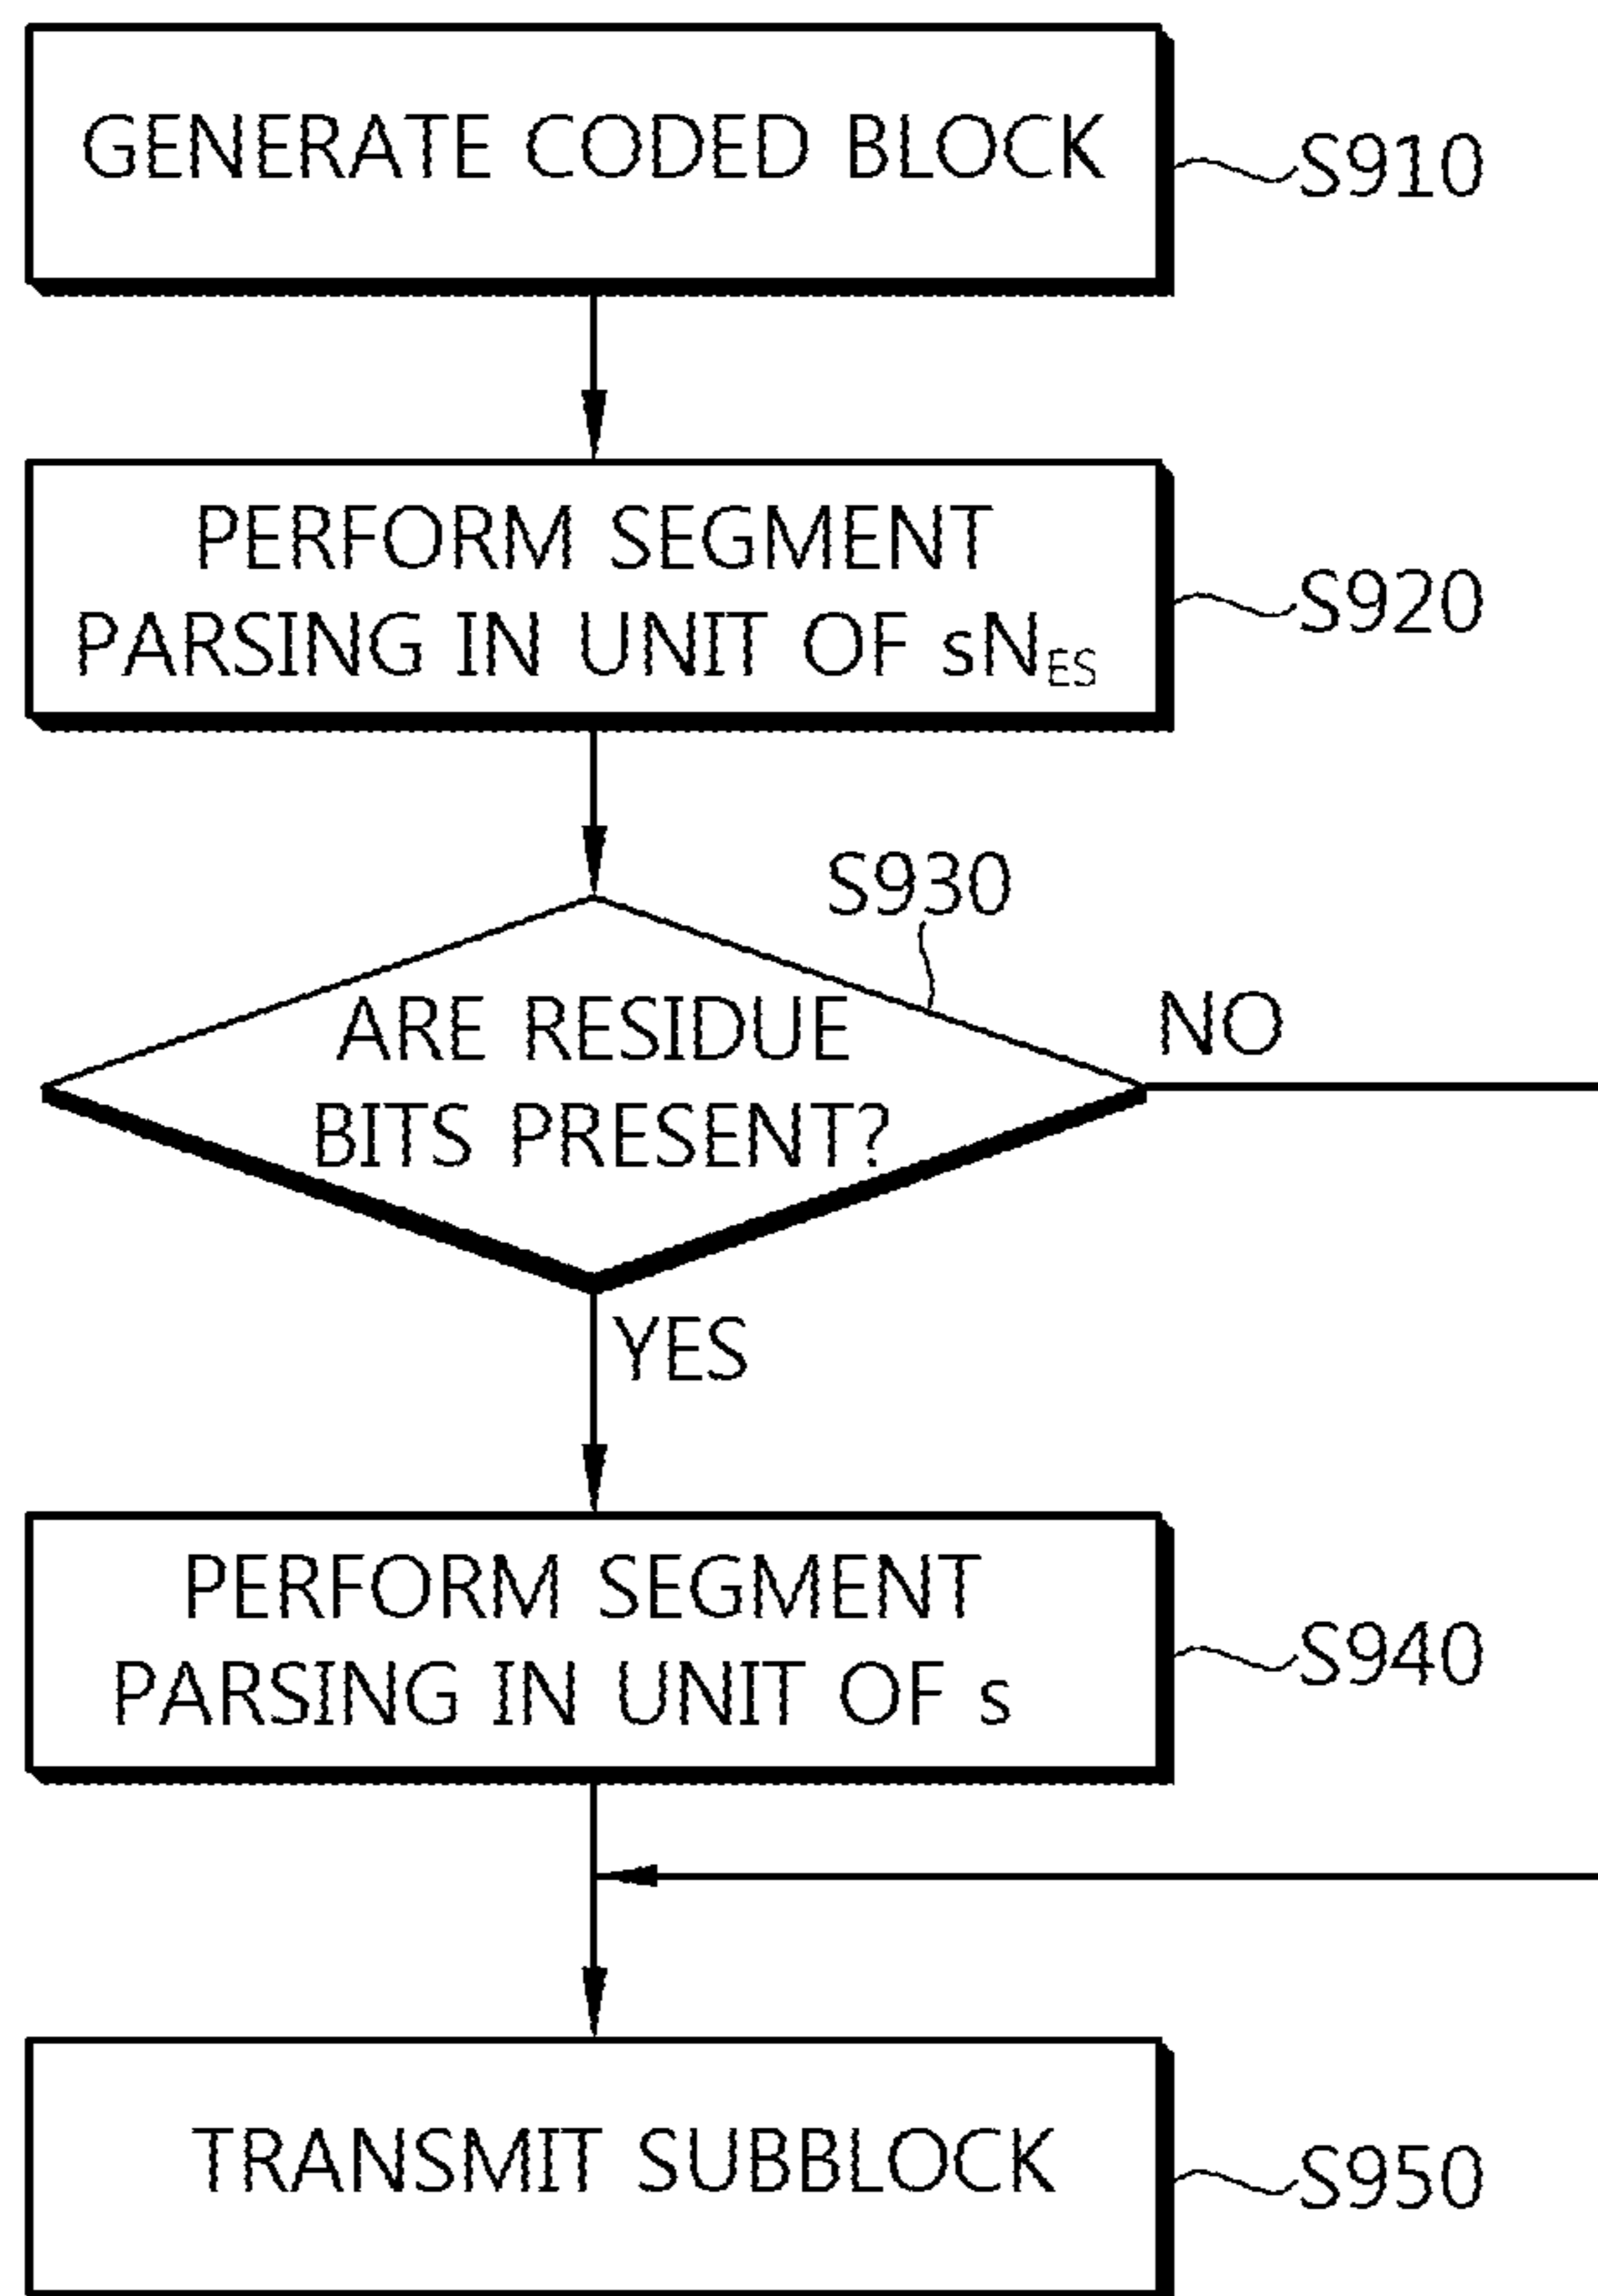 GENERATE CODED BLOCK
S910
PERFORM SEGMENT
PARSING IN UNIT OF sN_ES
S920
S930
ARE RESIDUE
BITS PRESENT?
NO
YES
PERFORM SEGMENT
PARSING IN UNIT OF s
S940
TRANSMIT SUBBLOCK
S950